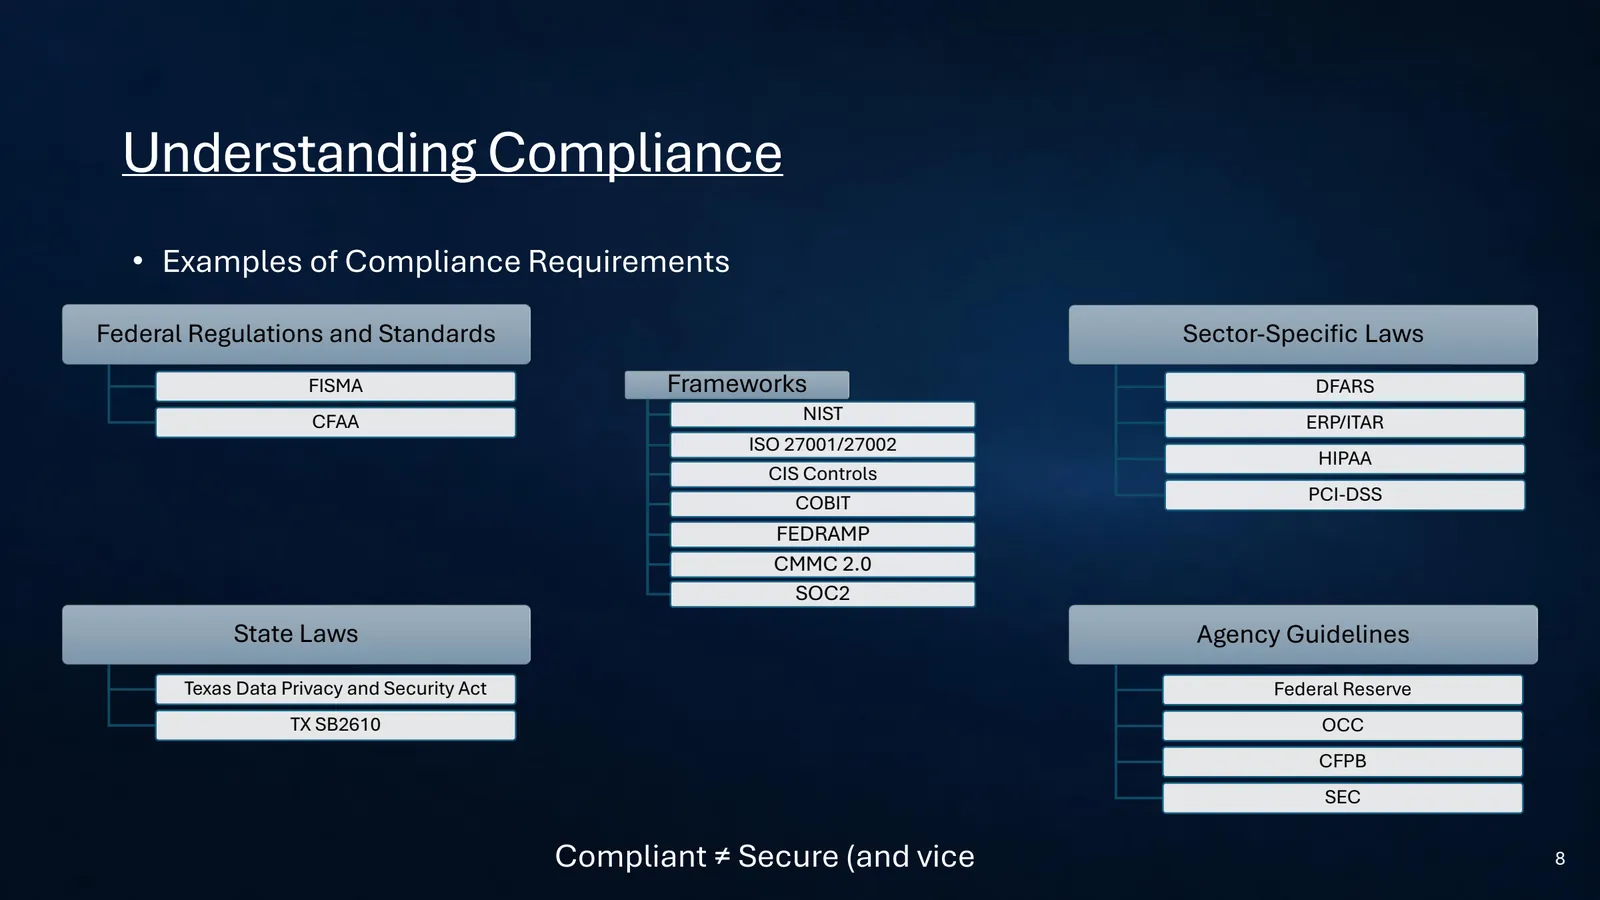 Understanding Compliance
• Examples of Compliance Requirements
Federal Regulations and Standards
FISMA
CFAA
State Laws
Texas Data Privacy and Security Act
TX SB2610
Frameworks
NIST
ISO 27001/27002
CIS Controls
COBIT
FEDRAMP
CMMC 2.0
SOC2
Sector-Specific Laws
DFARS
ERP/ITAR
HIPAA
PCI-DSS
Agency Guidelines
Federal Reserve
OCC
CFPB
SEC
Compliant ≠ Secure (and vice
8